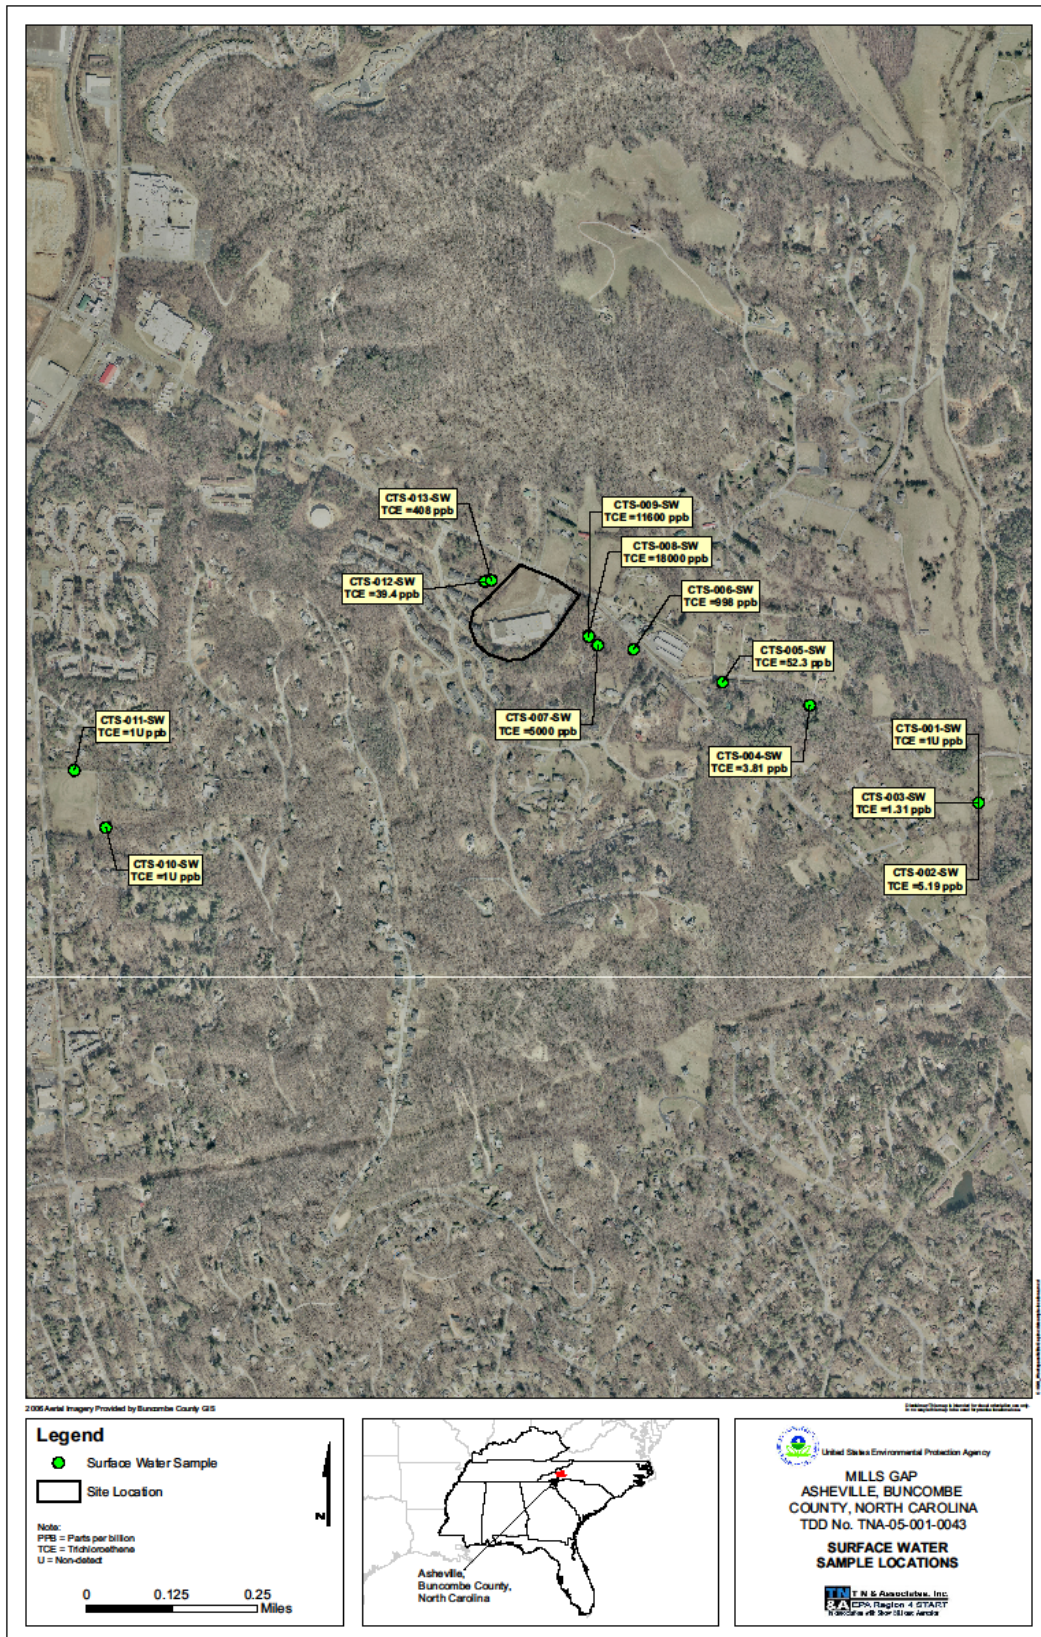 CTS-013-SW
TCE =408 ppb
CTS-009-SW
TCE =11600 ppb
CTS-008-SW
TCE =18000 ppb
CTS-012-SW
TCE =39.4 ppb
CTS-006-SW
TCE =998 ppb
CTS-005-SW
TCE =52.3 ppb
CTS-011-SW
TCE =1U ppb
CTS-007-SW
TCE =5000 ppb
CTS-001-SW
TCE =1U ppb
CTS-004-SW
TCE =3.81 ppb
CTS-003-SW
TCE =1.31 ppb
CTS-010-SW
TCE =1U ppb
CTS-002-SW
TCE =5.19 ppb
2006 Aerial Imagery Provided by Buncombe County GIS
Legend
Surface Water Sample
Site Location
N
Note:
PPB = Parts per billion
TCE = Trichloroethene
U = Non-detect
0 0.125 0.25
Miles
Asheville,
Buncombe County,
North Carolina
United States Environmental Protection Agency
MILLS GAP
ASHEVILLE, BUNCOMBE
COUNTY, NORTH CAROLINA
TDD No. TNA-05-001-0043
SURFACE WATER
SAMPLE LOCATIONS
TN
&A
T N & Associates, Inc.
EPA Region 4 START